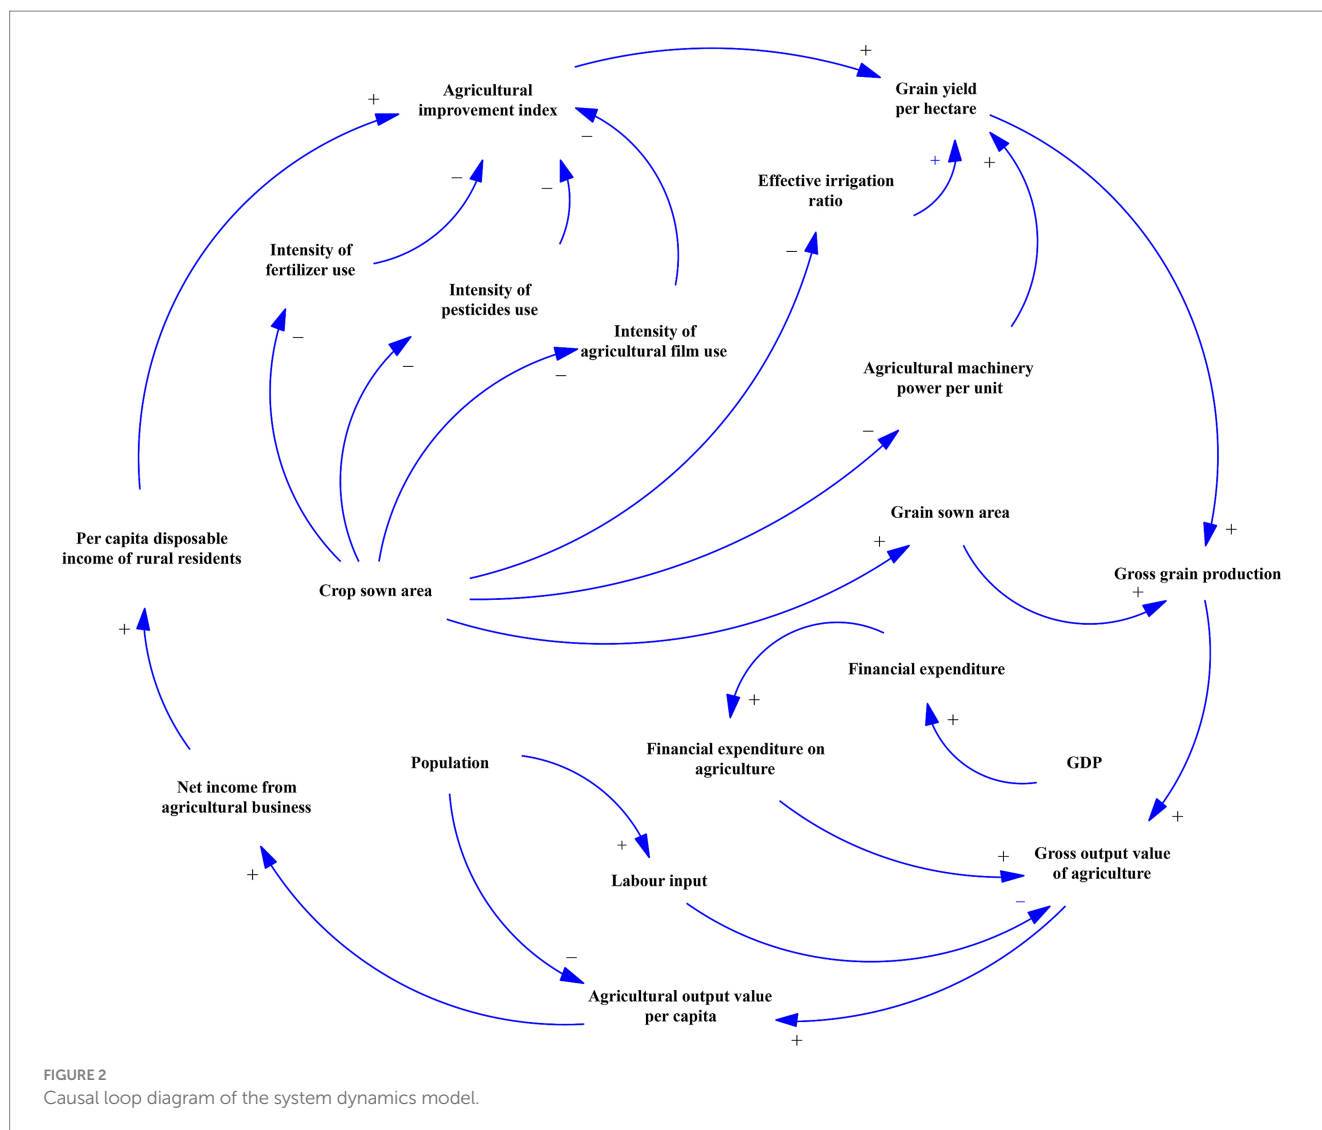 +
Agricultural
improvement index
+
Grain yield
per hectare
−
−
−
+
+
Effective irrigation
ratio
−
Intensity of
fertilizer use
Intensity of
pesticides use
Intensity of
agricultural film use
−
−
−
Agricultural machinery
power per unit
−
Grain sown area
+
+
Per capita disposable
income of rural residents
Crop sown area
Gross grain production
+
+
Financial expenditure
+
+
Population
Financial expenditure on
agriculture
GDP
Net income from
agricultural business
+
+
+
Gross output value
of agriculture
+
Labour input
−
−
Agricultural output value
per capita
+
FIGURE 2
Causal loop diagram of the system dynamics model.